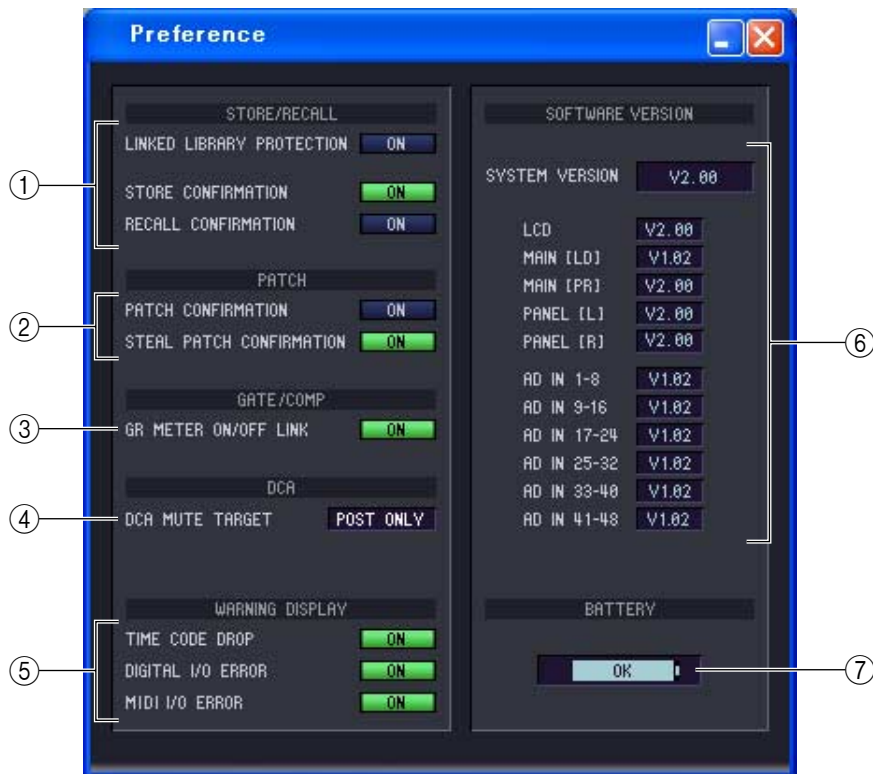 Preference
STORE/RECALL
LINKED LIBRARY PROTECTION ON
STORE CONFIRMATION ON
RECALL CONFIRMATION ON
PATCH
PATCH CONFIRMATION ON
STEAL PATCH CONFIRMATION ON
GATE/COMP
GR METER ON/OFF LINK ON
DCA
DCA MUTE TARGET POST ONLY
WARNING DISPLAY
TIME CODE DROP ON
DIGITAL I/O ERROR ON
MIDI I/O ERROR ON
SOFTWARE VERSION
SYSTEM VERSION V2.00
LCD V2.00
MAIN [LD] V1.02
MAIN [PR] V2.00
PANEL [L] V2.00
PANEL [R] V2.00
AD IN 1-8 V1.02
AD IN 9-16 V1.02
AD IN 17-24 V1.02
AD IN 25-32 V1.02
AD IN 33-40 V1.02
AD IN 41-48 V1.02
BATTERY
OK
①
②
③
④
⑤
⑥
⑦